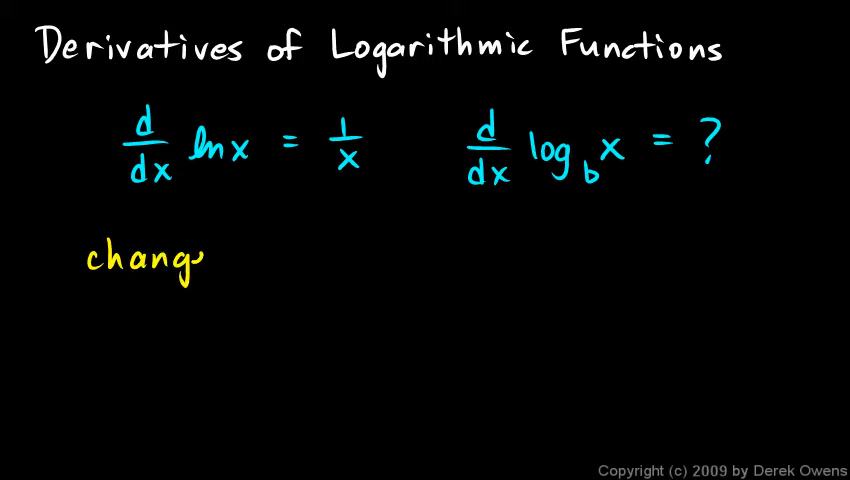 Derivatives of Logarithmic Functions
d/dx ln x = 1/x    d/dx log_b x = ?
chang
Copyright (c) 2009 by Derek Owens